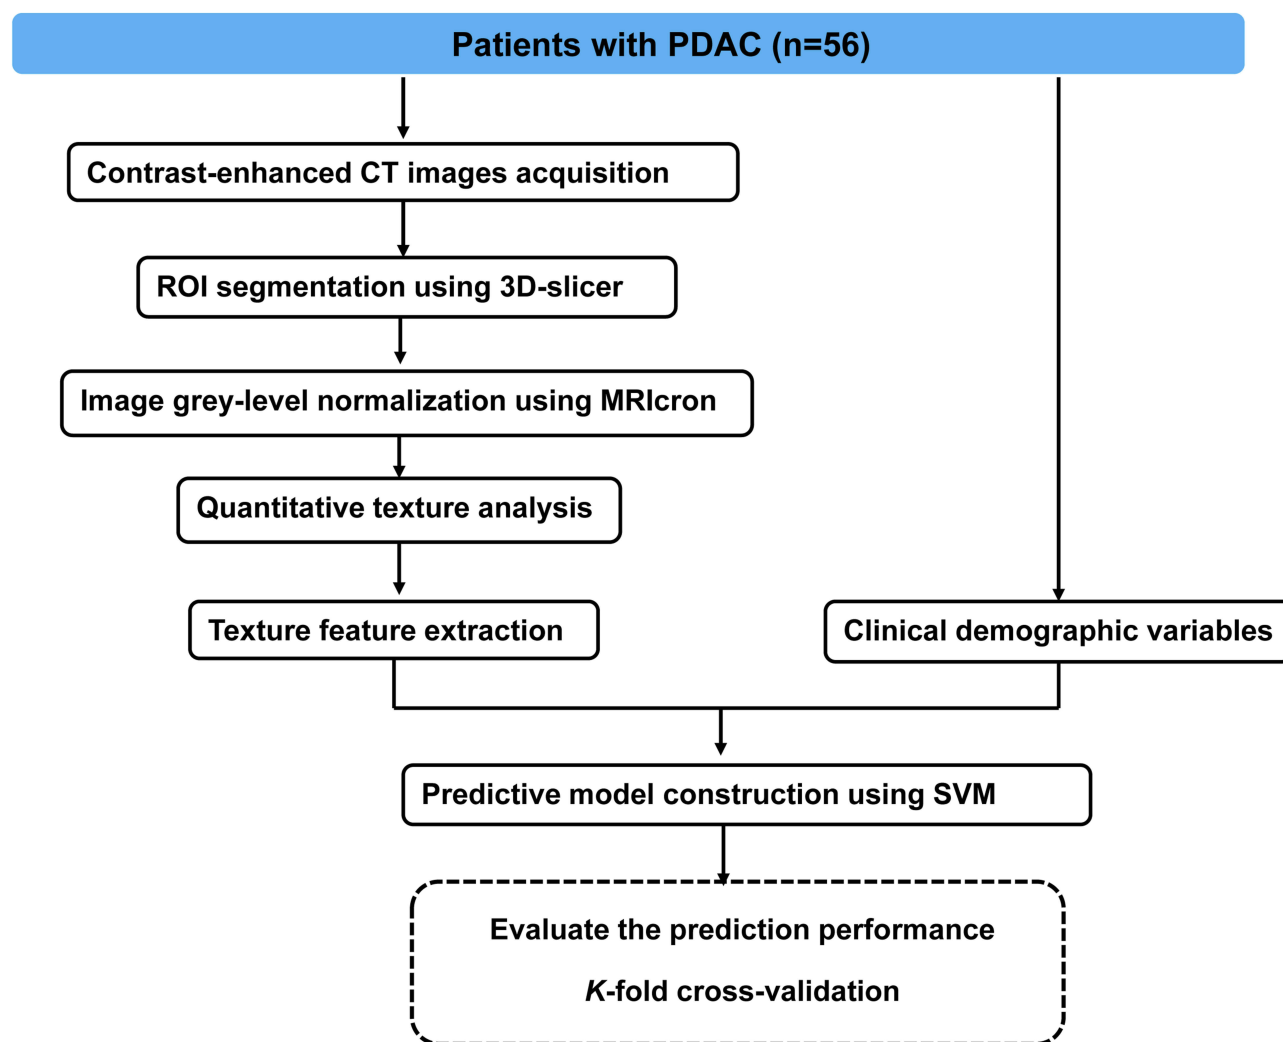 Patients with PDAC (n=56)
Contrast-enhanced CT images acquisition
ROI segmentation using 3D-slicer
Image grey-level normalization using MRIcron
Quantitative texture analysis
Texture feature extraction
Clinical demographic variables
Predictive model construction using SVM
Evaluate the prediction performance
K-fold cross-validation